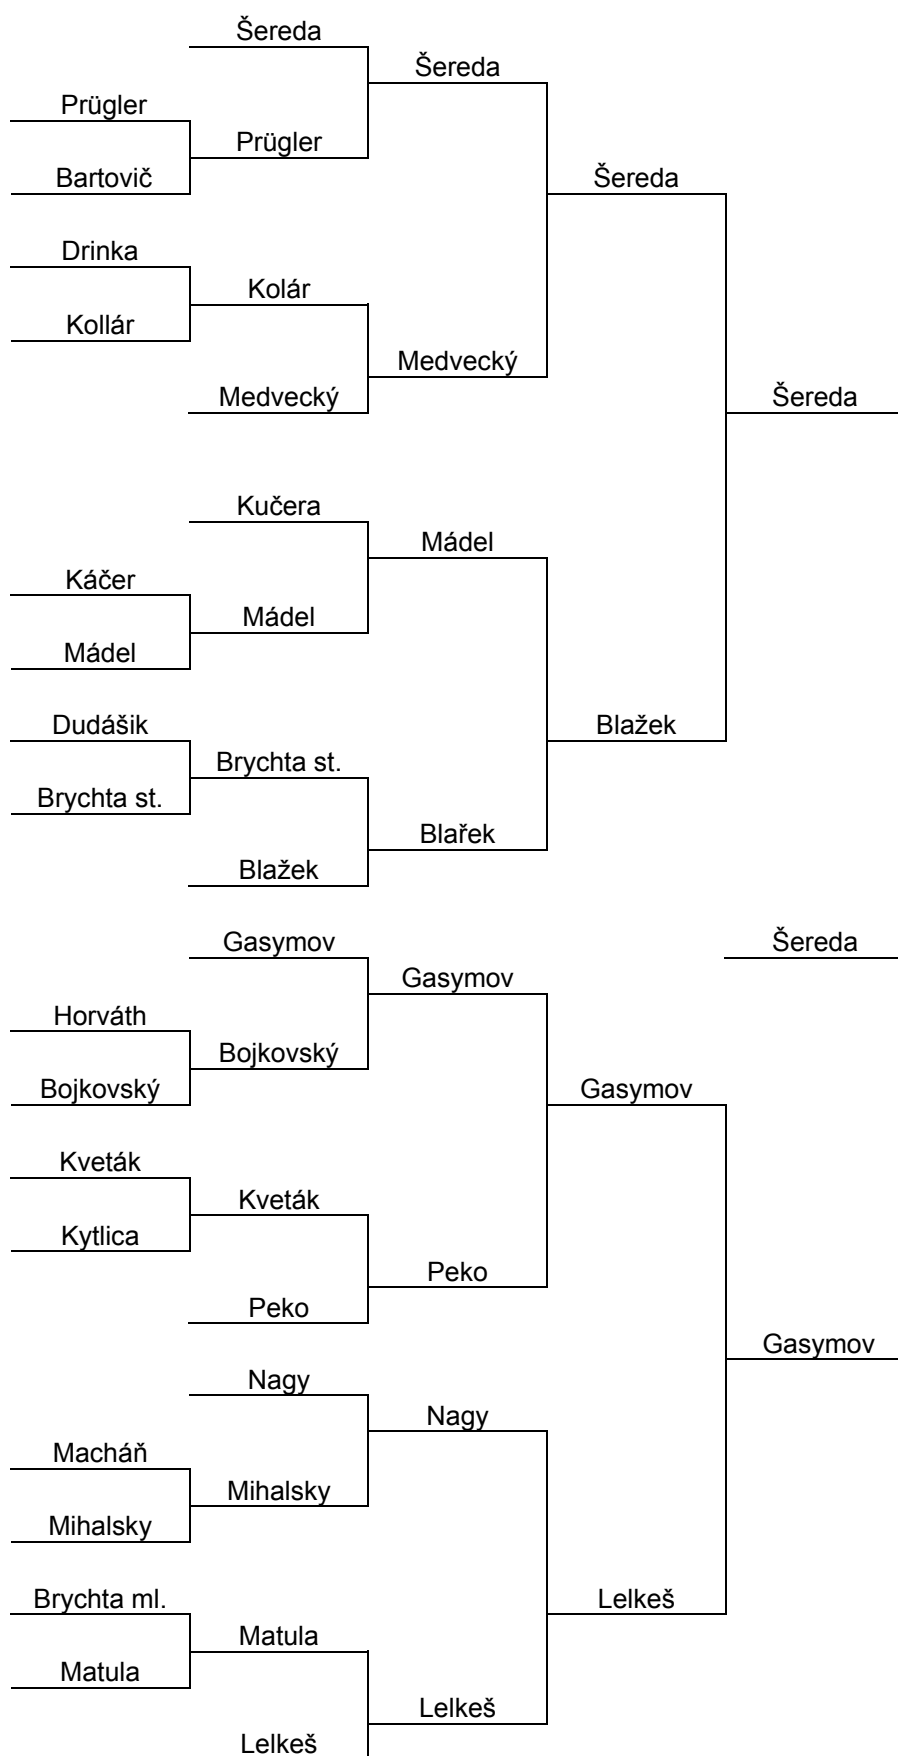 Šereda
Šereda
Prügler
Prügler
Bartovič
Šereda
Drinka
Kolár
Kollár
Medvecký
Medvecký
Šereda
Kučera
Mádel
Káčer
Mádel
Mádel
Dudášik
Blažek
Brychta st.
Brychta st.
Blařek
Blažek
Gasymov
Šereda
Gasymov
Horváth
Bojkovský
Bojkovský
Gasymov
Kveták
Kveták
Kytlica
Peko
Peko
Gasymov
Nagy
Nagy
Macháň
Mihalsky
Mihalsky
Brychta ml.
Lelkeš
Matula
Matula
Lelkeš
Lelkeš